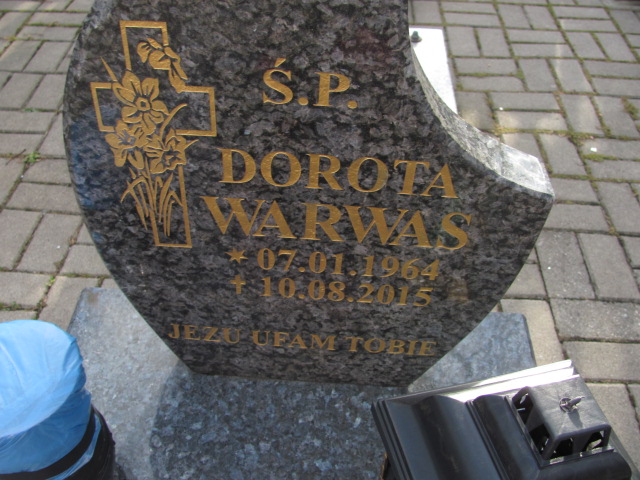 Ś.P.
DOROTA
WARWAS
* 07.01.1964
✝ 10.08.2015
JEZU UFAM TOBIE